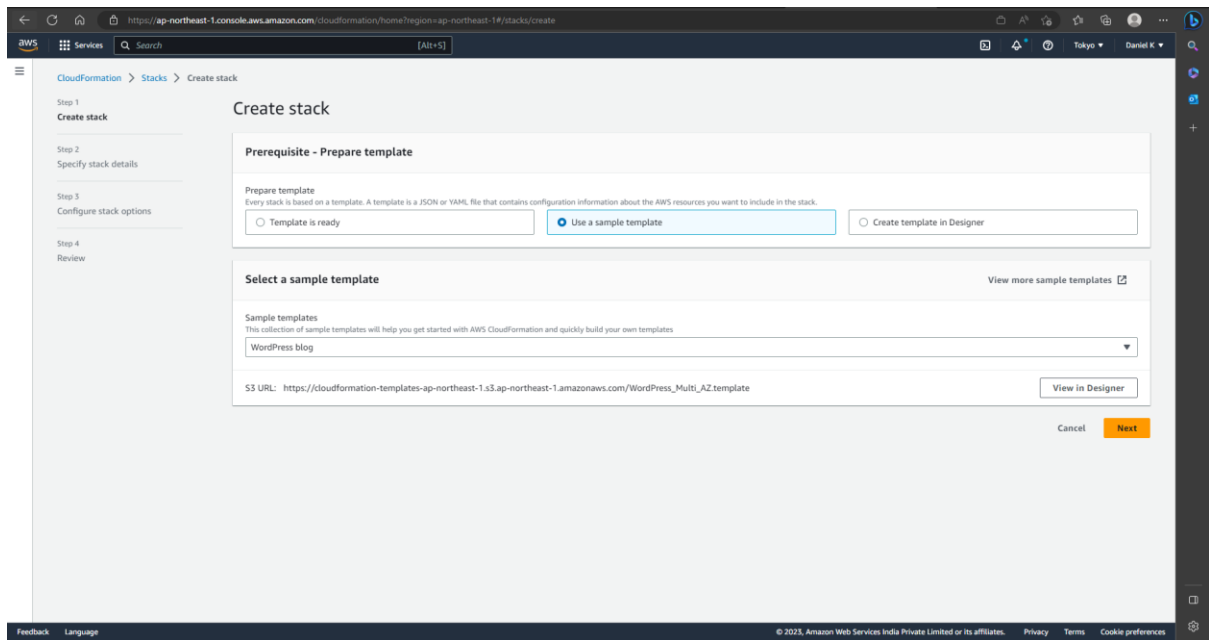 https://ap-northeast-1.console.aws.amazon.com/cloudformation/home?region=ap-northeast-1#/stacks/create
aws Services Search [Alt+S] Tokyo Daniel K
CloudFormation > Stacks > Create stack
Step 1
Create stack
Step 2
Specify stack details
Step 3
Configure stack options
Step 4
Review
Create stack
Prerequisite - Prepare template
Prepare template
Every stack is based on a template. A template is a JSON or YAML file that contains configuration information about the AWS resources you want to include in the stack.
Template is ready Use a sample template Create template in Designer
Select a sample template View more sample templates
Sample templates
This collection of sample templates will help you get started with AWS CloudFormation and quickly build your own templates
WordPress blog
S3 URL: https://cloudformation-templates-ap-northeast-1.s3.ap-northeast-1.amazonaws.com/WordPress_Multi_AZ.template View in Designer
Cancel Next
Feedback Language © 2023, Amazon Web Services India Private Limited or its affiliates. Privacy Terms Cookie preferences